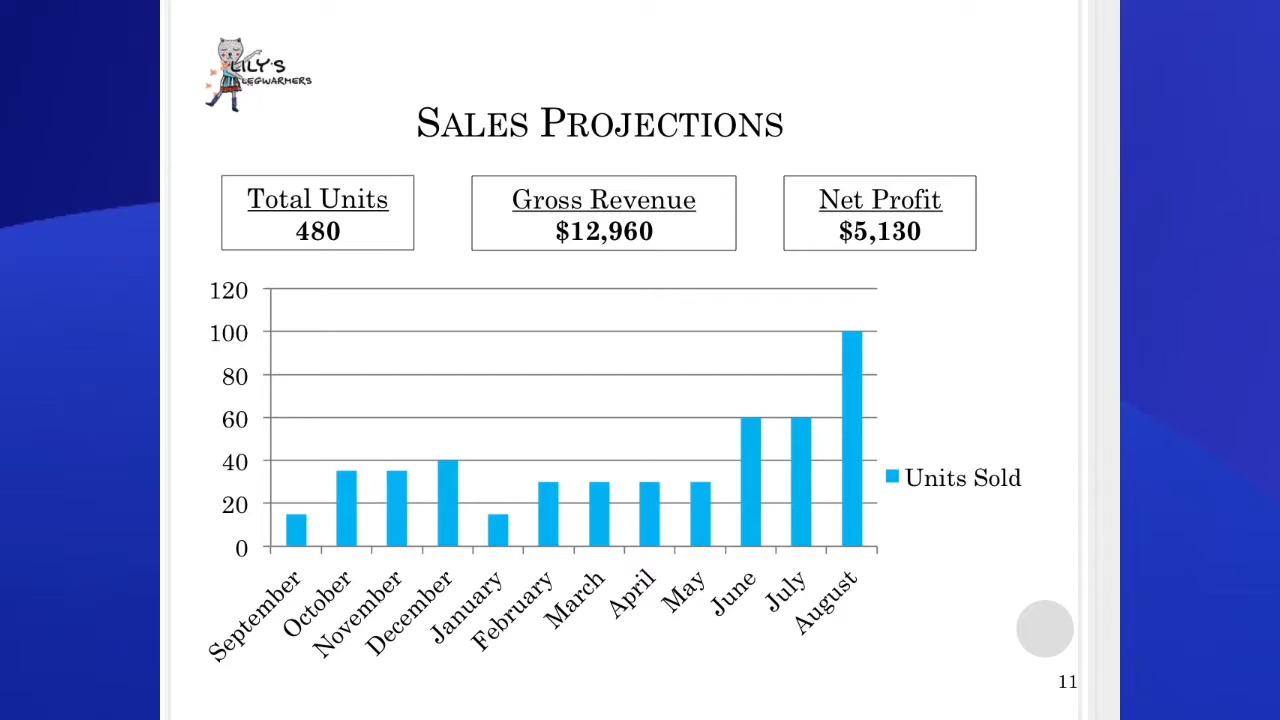 LILY'S
LEGWARMERS
SALES PROJECTIONS
Total Units
480
Gross Revenue
$12,960
Net Profit
$5,130
120
100
80
60
40
20
0
Units Sold
September
October
November
December
January
February
March
April
May
June
July
August
11